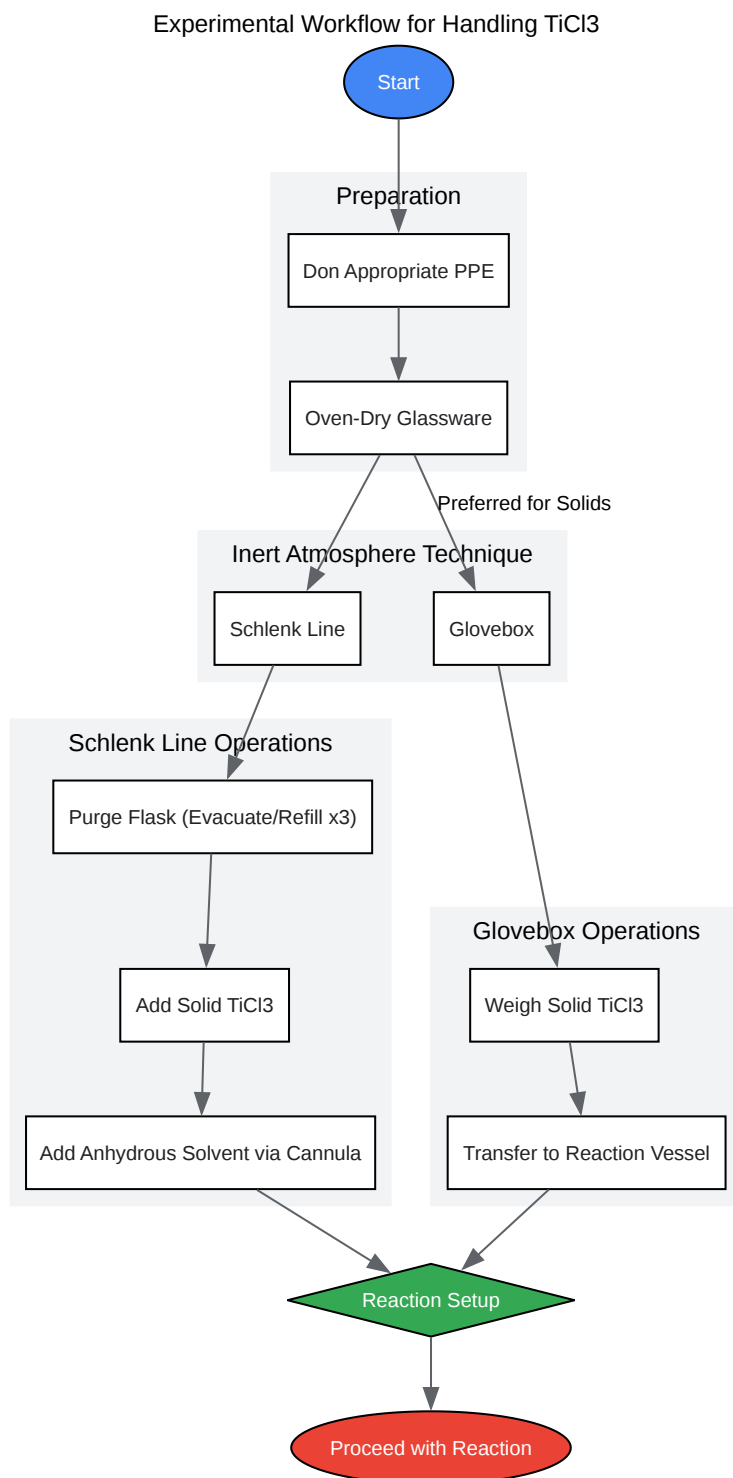 Experimental Workflow for Handling TiCl3
Start
Preparation
Don Appropriate PPE
Oven-Dry Glassware
Preferred for Solids
Inert Atmosphere Technique
Schlenk Line
Glovebox
Schlenk Line Operations
Purge Flask (Evacuate/Refill x3)
Add Solid TiCl3
Add Anhydrous Solvent via Cannula
Glovebox Operations
Weigh Solid TiCl3
Transfer to Reaction Vessel
Reaction Setup
Proceed with Reaction